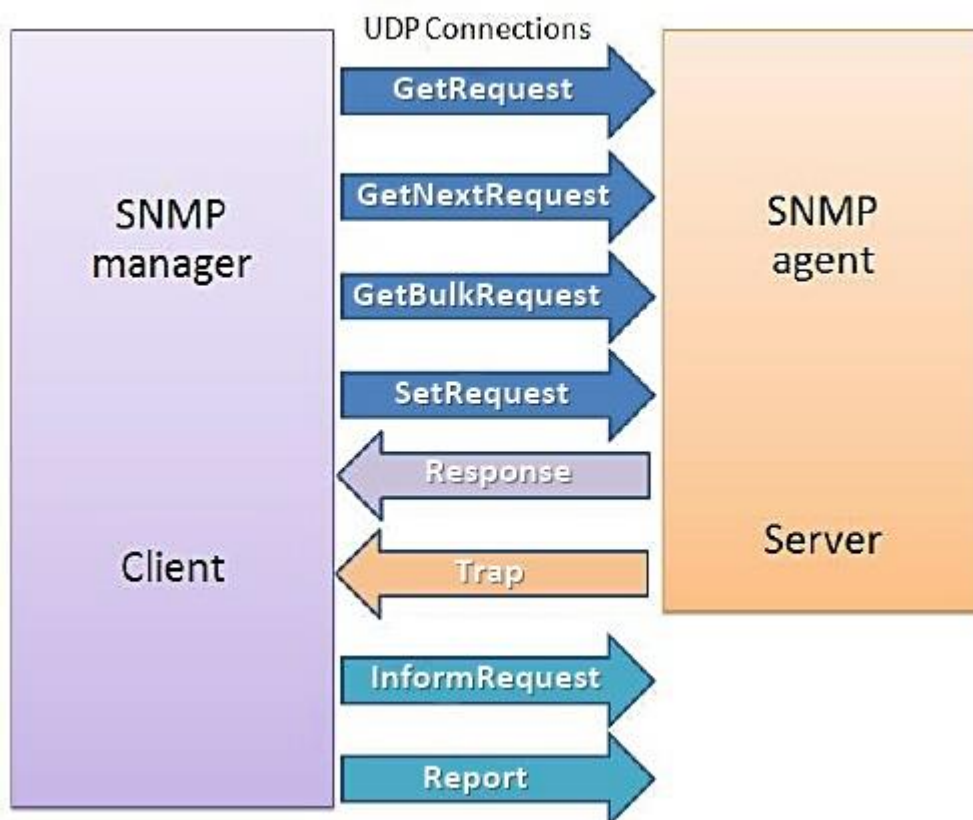 UDP Connections
GetRequest
GetNextRequest
GetBulkRequest
SetRequest
Response
Trap
InformRequest
Report
SNMP
manager
Client
SNMP
agent
Server